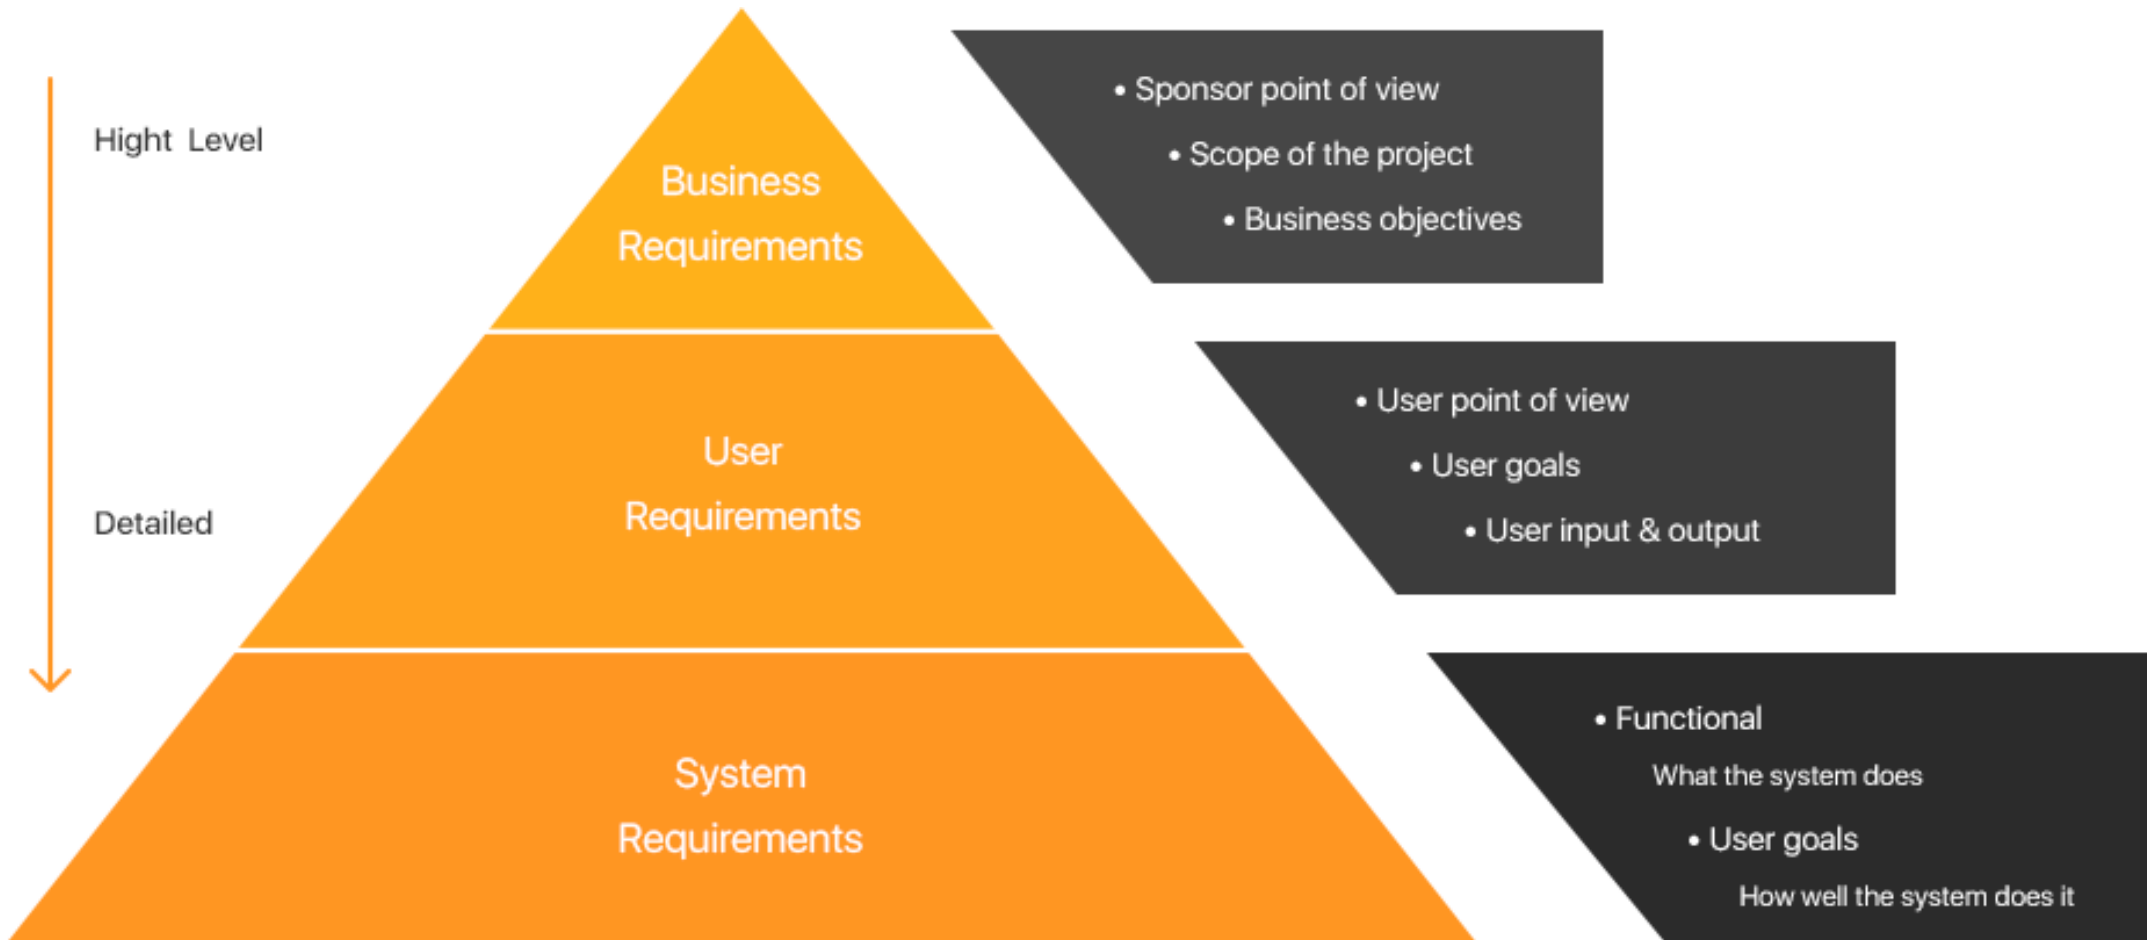 Hight Level
Detailed
Business
Requirements
• Sponsor point of view
• Scope of the project
• Business objectives
User
Requirements
• User point of view
• User goals
• User input & output
System
Requirements
• Functional
What the system does
• User goals
How well the system does it